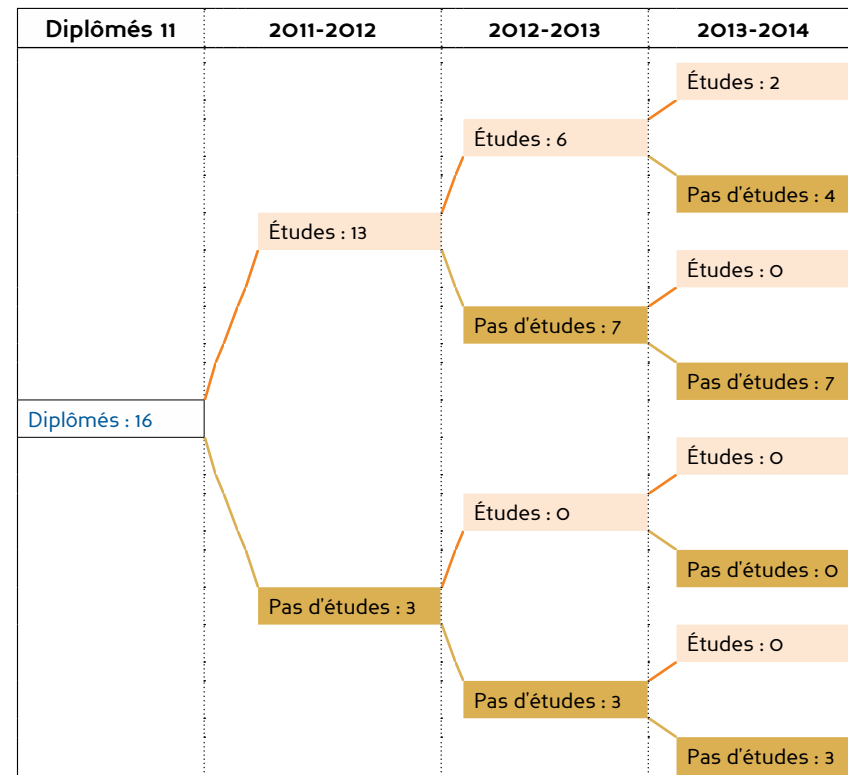 Diplômés 11 2011-2012 2012-2013 2013-2014
Études : 2
Études : 6
Pas d'études : 4
Études : 13
Études : 0
Pas d'études : 7
Pas d'études : 7
Diplômés : 16
Études : 0
Études : 0
Pas d'études : 0
Pas d'études : 3
Études : 0
Pas d'études : 3
Pas d'études : 3